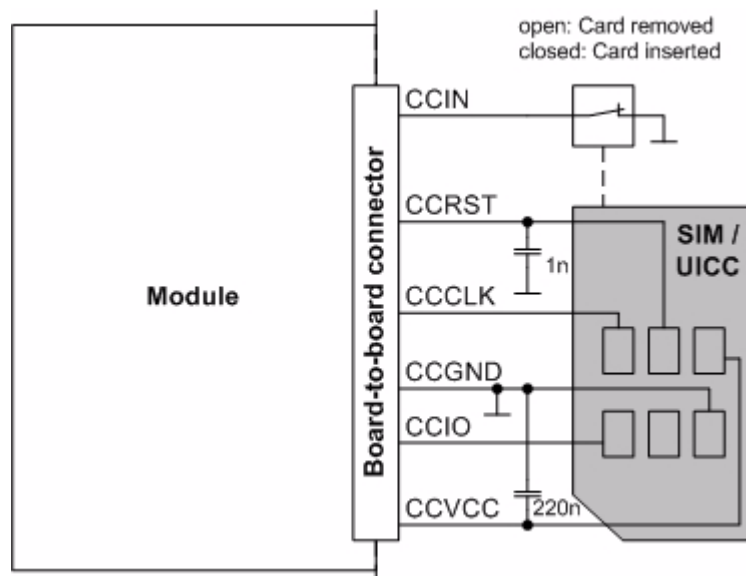 open: Card removed
closed: Card inserted
CCIN
CCRST
SIM /
UICC
1n
Module
CCCLK
Board-to-board connector
CCGND
CCIO
CCVCC
220n